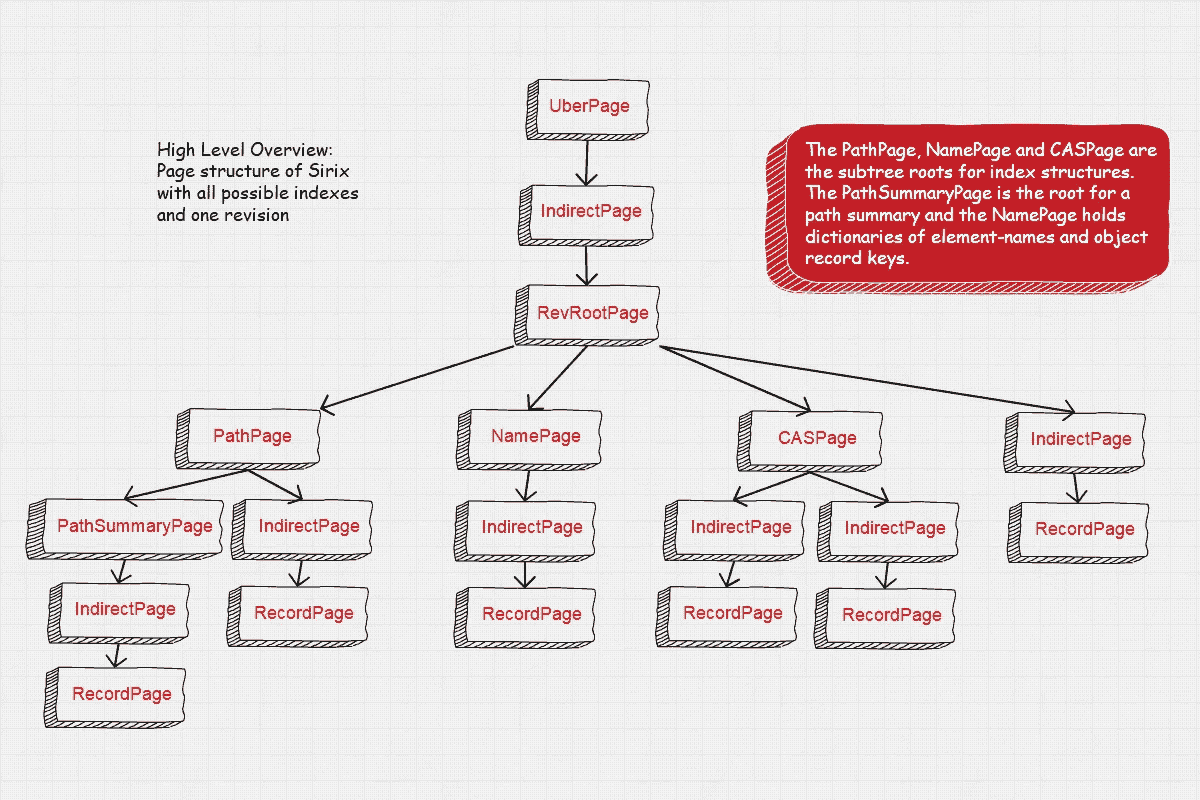 UberPage
High Level Overview:
Page structure of Sirix
with all possible indexes
and one revision
The PathPage, NamePage and CASPage are
the subtree roots for index structures.
The PathSummaryPage is the root for a
path summary and the NamePage holds
dictionaries of element-names and object
record keys.
IndirectPage
RevRootPage
PathPage
NamePage
CASPage
IndirectPage
PathSummaryPage
IndirectPage
IndirectPage
IndirectPage
IndirectPage
RecordPage
IndirectPage
RecordPage
RecordPage
RecordPage
RecordPage
RecordPage